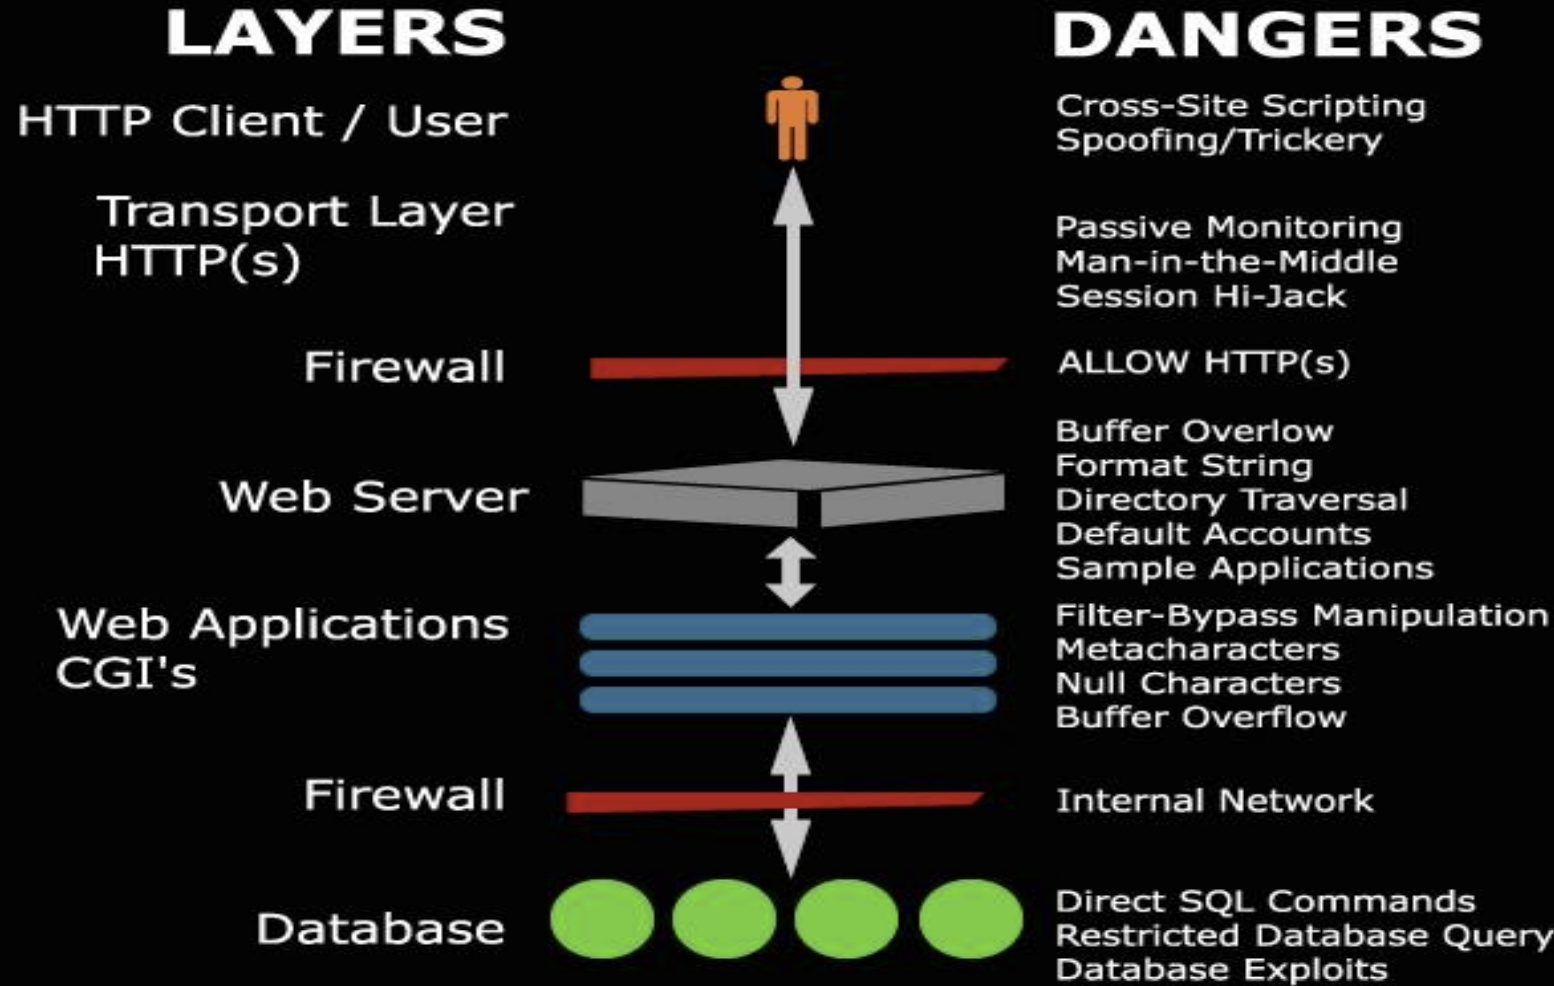 LAYERS
DANGERS
HTTP Client / User
Cross-Site Scripting
Spoofing/Trickery
Transport Layer
HTTP(s)
Passive Monitoring
Man-in-the-Middle
Session Hi-Jack
Firewall
ALLOW HTTP(s)
Web Server
Buffer Overlow
Format String
Directory Traversal
Default Accounts
Sample Applications
Web Applications
CGI's
Filter-Bypass Manipulation
Metacharacters
Null Characters
Buffer Overflow
Firewall
Internal Network
Database
Direct SQL Commands
Restricted Database Query
Database Exploits